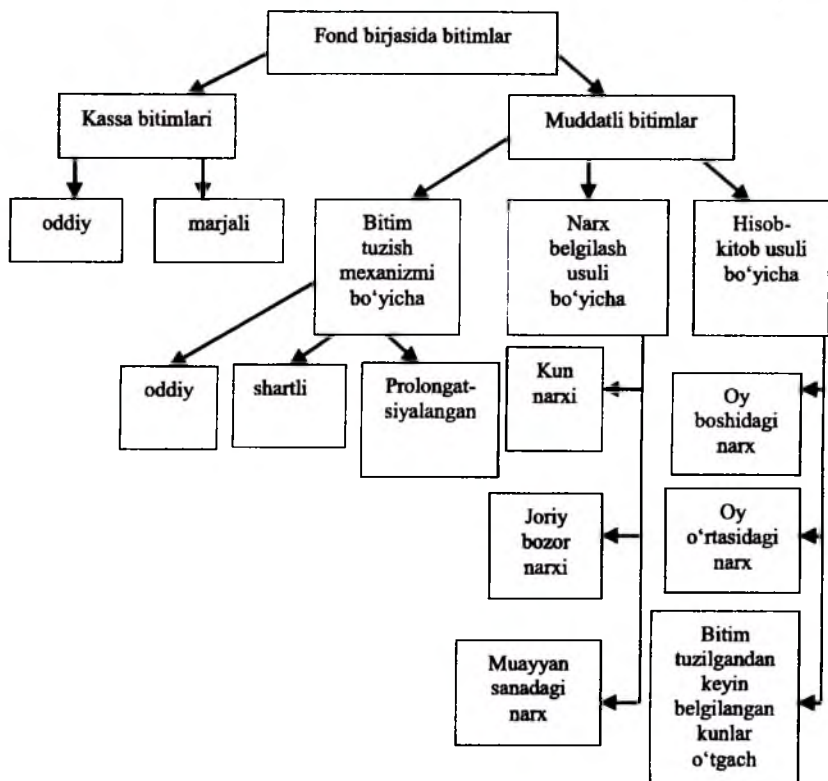 Fond birjasida bitimlar
Kassa bitimlari
Muddatli bitimlar
oddiy
marjali
Bitim
tuzish
mexanizmi
bo‘yicha
Narx
belgilash
usuli
bo‘yicha
Hisob-
kitob usuli
bo‘yicha
oddiy
shartli
Prolongat-
siyalangan
Kun
narxi
Oy
boshidagi
narx
Joriy
bozor
narxi
Oy
o‘rtasidagi
narx
Muayyan
sanadagi
narx
Bitim
tuzilgandan
keyin
belgilangan
kunlar
o‘tgach